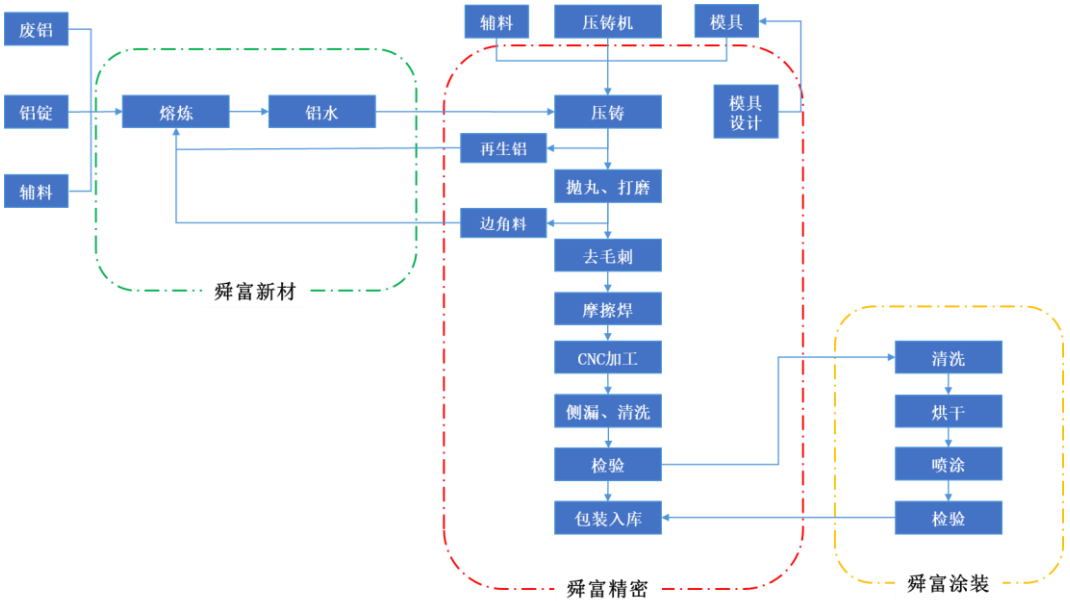 废铝
铝锭
辅料
熔炼
铝水
舜富新材
辅料
压铸机
模具
模具
设计
压铸
再生铝
抛丸、打磨
边角料
去毛刺
摩擦焊
CNC加工
侧漏、清洗
检验
包装入库
舜富精密
清洗
烘干
喷涂
检验
舜富涂装